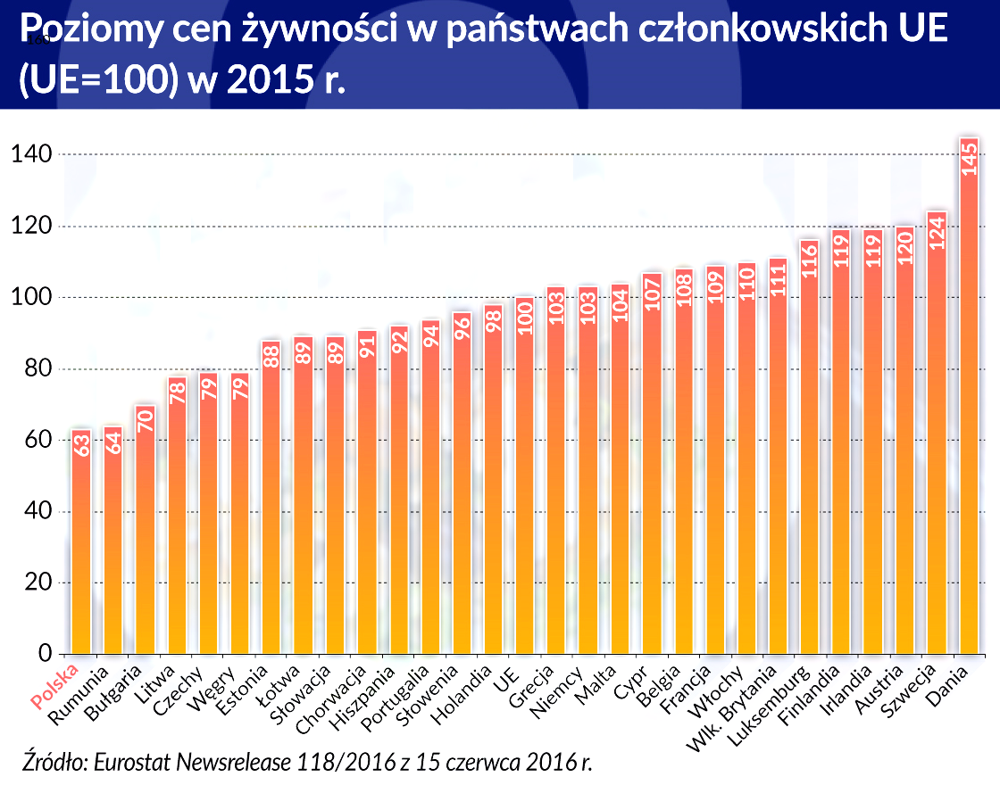 Poziomy cen żywności w państwach członkowskich UE
(UE=100) w 2015 r.
160
140
120
100
80
60
40
20
0
63
64
70
78
79
79
88
89
89
91
92
94
96
98
100
103
103
104
107
108
109
110
111
116
119
119
120
124
145
Polska
Rumunia
Bułgaria
Litwa
Czechy
Węgry
Estonia
Łotwa
Słowacja
Chorwacja
Hiszpania
Portugalia
Słowenia
Holandia
UE
Grecja
Niemcy
Malta
Cypr
Belgia
Francja
Włochy
Wlk. Brytania
Luksemburg
Finlandia
Irlandia
Austria
Szwecja
Dania
Źródło: Eurostat Newsrelease 118/2016 z 15 czerwca 2016 r.